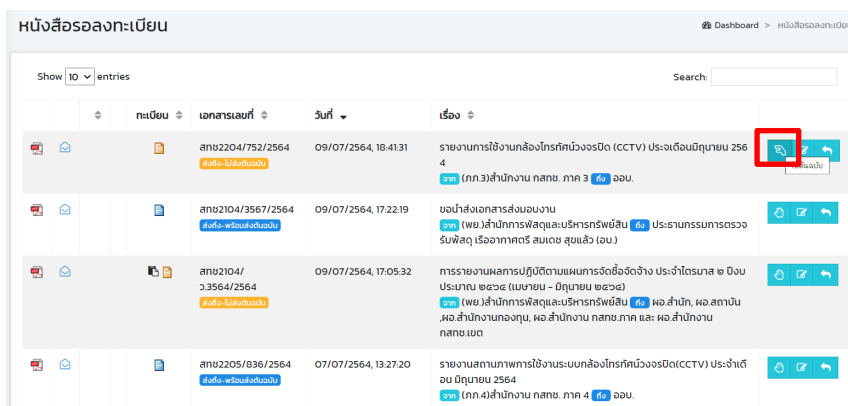 หนังสือรอลงทะเบียน
Dashboard > หนังสือรอลงทะเบีย
Show 10 entries
Search:
ทะเบียน เอกสารเลขที่ วันที่ เรื่อง
สทช2204/752/2564 09/07/2564, 18:41:31 รายงานการใช้งานกล้องโทรทัศน์วงจรปิด (CCTV) ประจเดือนมิถุนายน 256
ส่งถึง-ไม่ส่งต้นฉบับ 4
จาก (ภภ.3)สำนักงาน กสทช. ภาค 3 ถึง ออบ.
สทช2104/3567/2564 09/07/2564, 17:22:19 ขอนำส่งเอกสารส่งมอบงาน
ส่งถึง-พร้อมส่งต้นฉบับ จาก (พย.)สำนักการพัสดุและบริหารทรัพย์สิน ถึง ประธานกรรมการตรวจ
รับพัสดุ เรืออากาศตรี สมเดช สุขแล้ว (อบ.)
สทช2104/ 09/07/2564, 17:05:32 การรายงานผลการปฏิบัติตามแผนการจัดซื้อจัดจ้าง ประจำไตรมาส ๒ ปีงบ
ว.3564/2564 ประมาณ ๒๕๖๔ (เมษายน - มิถุนายน ๒๕๖๔)
ส่งถึง-ไม่ส่งต้นฉบับ จาก (พย.)สำนักการพัสดุและบริหารทรัพย์สิน ถึง ผอ.สำนัก, ผอ.สถาบัน
,ผอ.สำนักงานกองทุน, ผอ.สำนักงาน กสทช.ภาค และ ผอ.สำนักงาน
กสทช.เขต
สทช2205/836/2564 07/07/2564, 13:27:20 รายงานสถานภาพการใช้งานระบบกล้องโทรทัศน์วงจรปิด(CCTV) ประจำเดื
ส่งถึง-พร้อมส่งต้นฉบับ อน มิถุนายน 2564
จาก (ภภ.4)สำนักงาน กสทช. ภาค 4 ถึง ออบ.